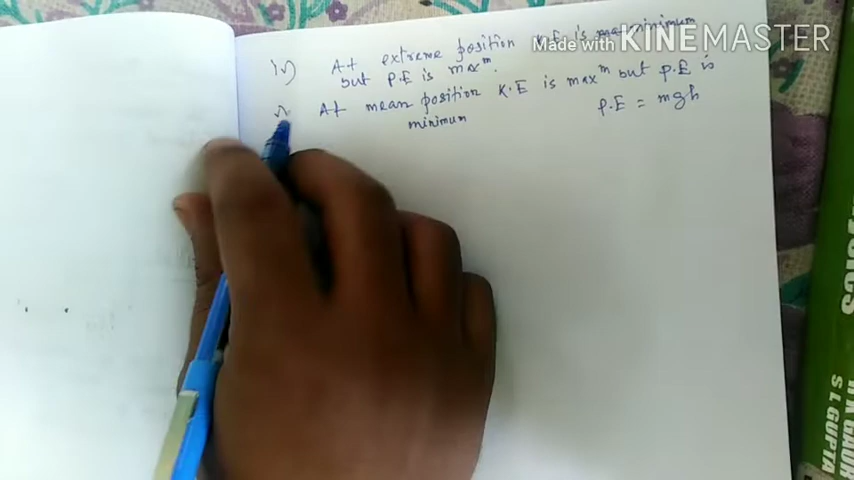 iv) At extreme position K.E is minimum
but P.E is max^m.
v) At mean position K.E is max^m but P.E is
minimum
P.E = mgh
Made with KINEMASTER
S L GUPTA